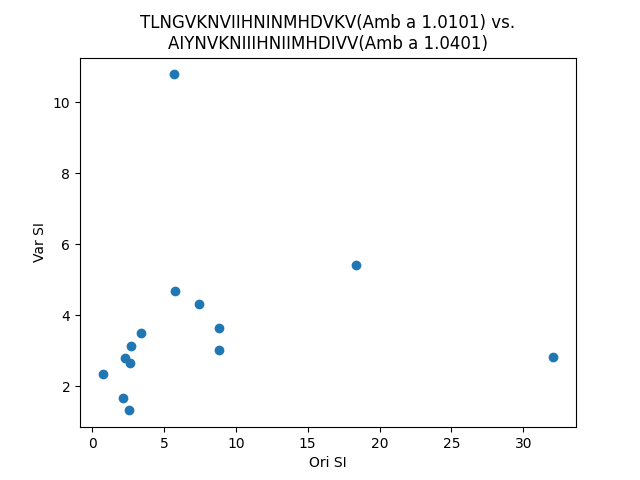 TLNGVKNVIIHNINMHDVKV(Amb a 1.0101) vs.
AIYNVKNIIIHNIIMHDIVV(Amb a 1.0401)
10
8
6
4
2
Var SI
0 5 10 15 20 25 30
Ori SI